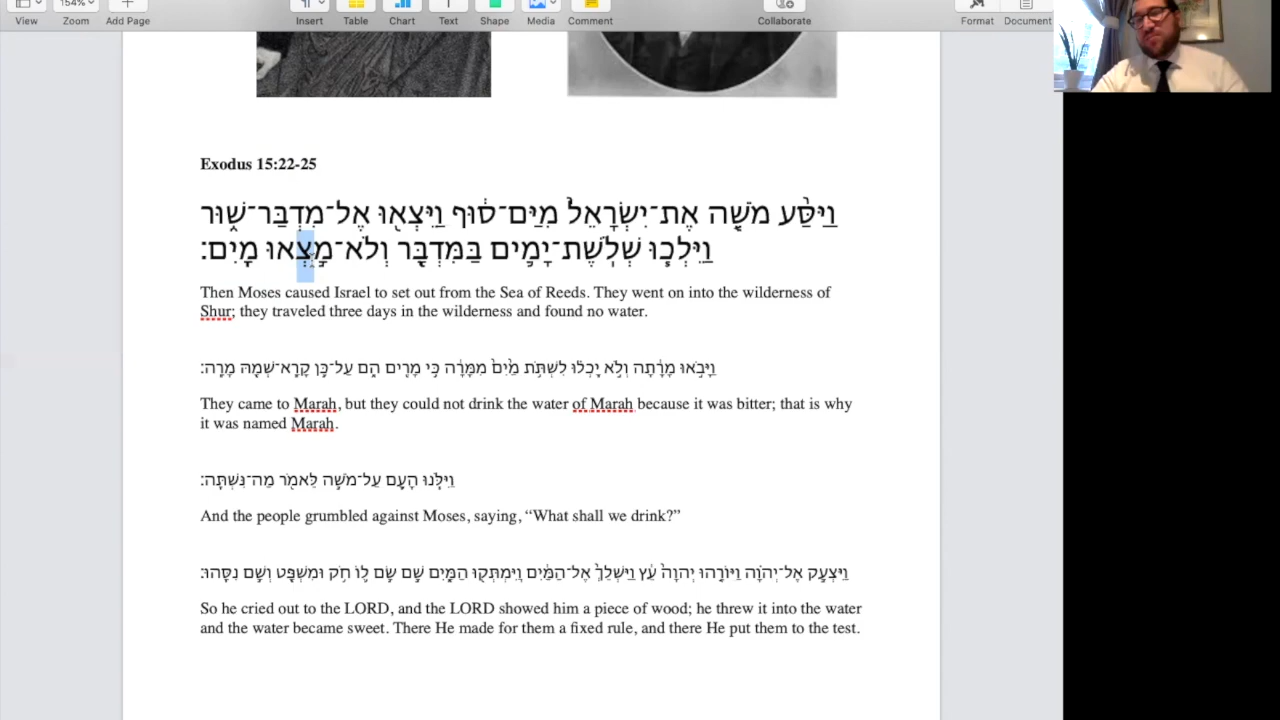 154%
View
Zoom
Add Page
Insert
Table
Chart
Text
Shape
Media
Comment
Collaborate
Format
Document
Exodus 15:22-25
וַיַּסַּ֨ע מֹשֶׁ֤ה אֶת־יִשְׂרָאֵל֙ מִיַּם־ס֔וּף וַיֵּצְא֖וּ אֶל־מִדְבַּר־שׁ֑וּר
וַיֵּלְכ֧וּ שְׁלֹֽשֶׁת־יָמִ֛ים בַּמִּדְבָּ֖ר וְלֹא־מָ֥צְאוּ מָֽיִם׃
Then Moses caused Israel to set out from the Sea of Reeds. They went on into the wilderness of
Shur; they traveled three days in the wilderness and found no water.
וַיָּבֹ֣אוּ מָרָ֔תָה וְלֹ֣א יָֽכְל֗וּ לִשְׁתֹּ֥ת מַ֙יִם֙ מִמָּרָ֔ה כִּ֥י מָרִ֖ים הֵ֑ם עַל־כֵּ֥ן קָרָֽא־שְׁמָ֖הּ מָרָֽה׃
They came to Marah, but they could not drink the water of Marah because it was bitter; that is why
it was named Marah.
וַיִּלֹּ֧נוּ הָעָ֛ם עַל־מֹשֶׁ֥ה לֵּאמֹ֖ר מַה־נִּשְׁתֶּֽה׃
And the people grumbled against Moses, saying, “What shall we drink?”
וַיִּצְעַ֣ק אֶל־יְהוָ֗ה וַיּוֹרֵ֤הוּ יְהוָה֙ עֵ֔ץ וַיַּשְׁלֵךְ֙ אֶל־הַמַּ֔יִם וַֽיִּמְתְּק֖וּ הַמָּ֑יִם שָׁ֣ם שָׂ֥ם ל֛וֹ חֹ֥ק וּמִשְׁפָּ֖ט וְשָׁ֥ם נִסָּֽהוּ׃
So he cried out to the LORD, and the LORD showed him a piece of wood; he threw it into the water
and the water became sweet. There He made for them a fixed rule, and there He put them to the test.